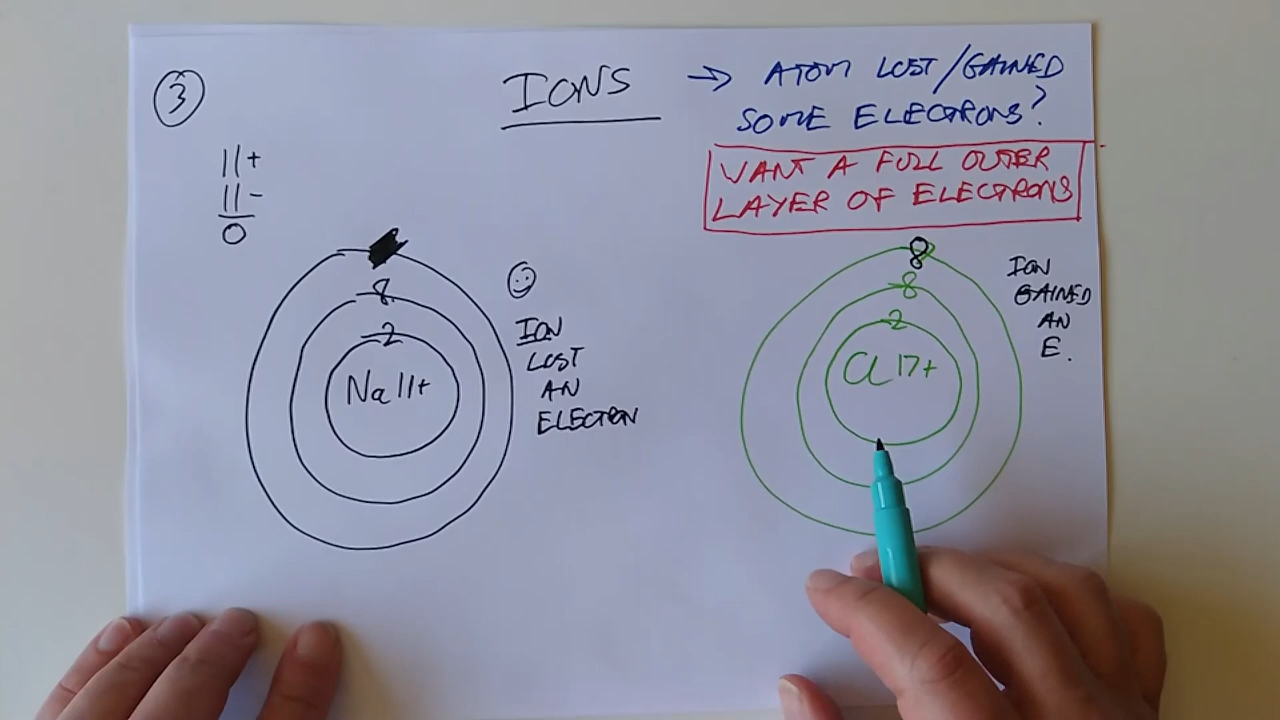 3
IONS → ATOM LOST/GAINED
SOME ELECTRONS?
WANT A FULL OUTER
LAYER OF ELECTRONS
11+
11-
0
8
2
Na 11+
ION
LOST
AN
ELECTRON
8
8
2
Cl 17+
ION
GAINED
AN
E.